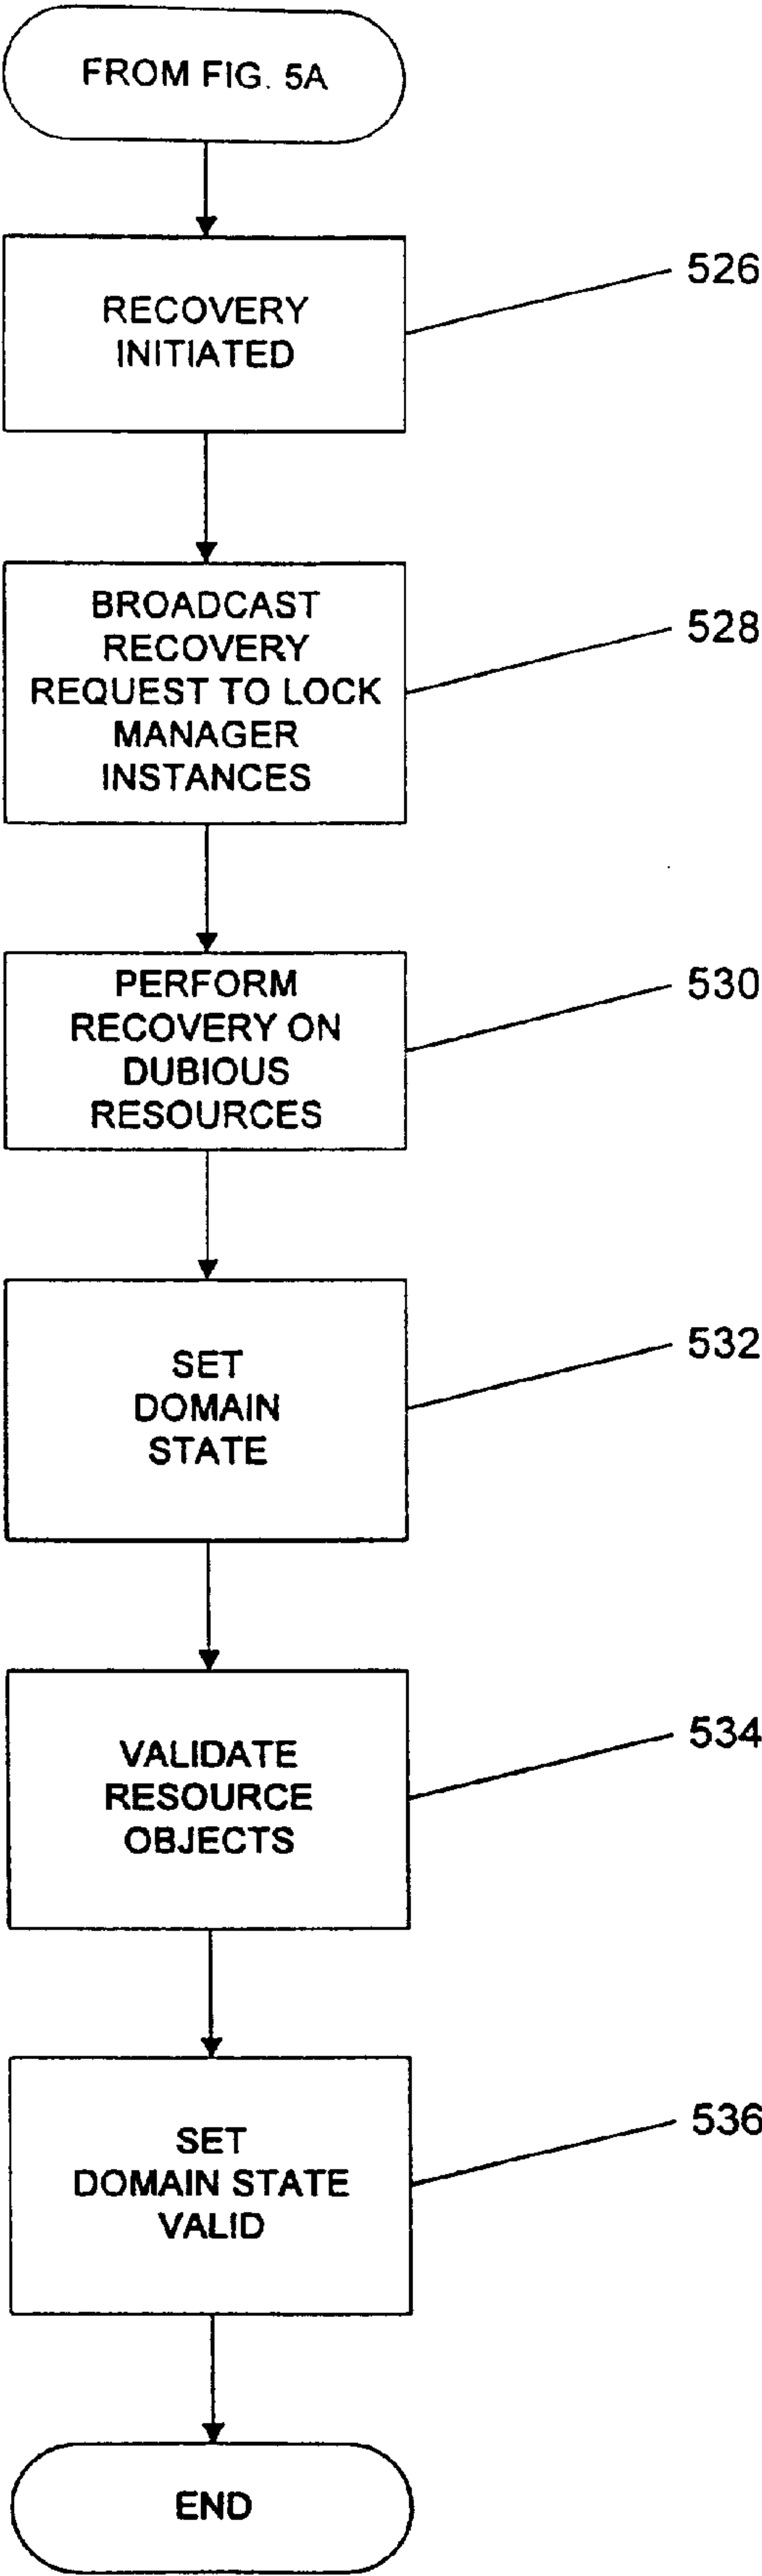 FROM FIG. 5A
RECOVERY
INITIATED
526
BROADCAST
RECOVERY
REQUEST TO LOCK
MANAGER
INSTANCES
528
PERFORM
RECOVERY ON
DUBIOUS
RESOURCES
530
SET
DOMAIN
STATE
532
VALIDATE
RESOURCE
OBJECTS
534
SET
DOMAIN STATE
VALID
536
END